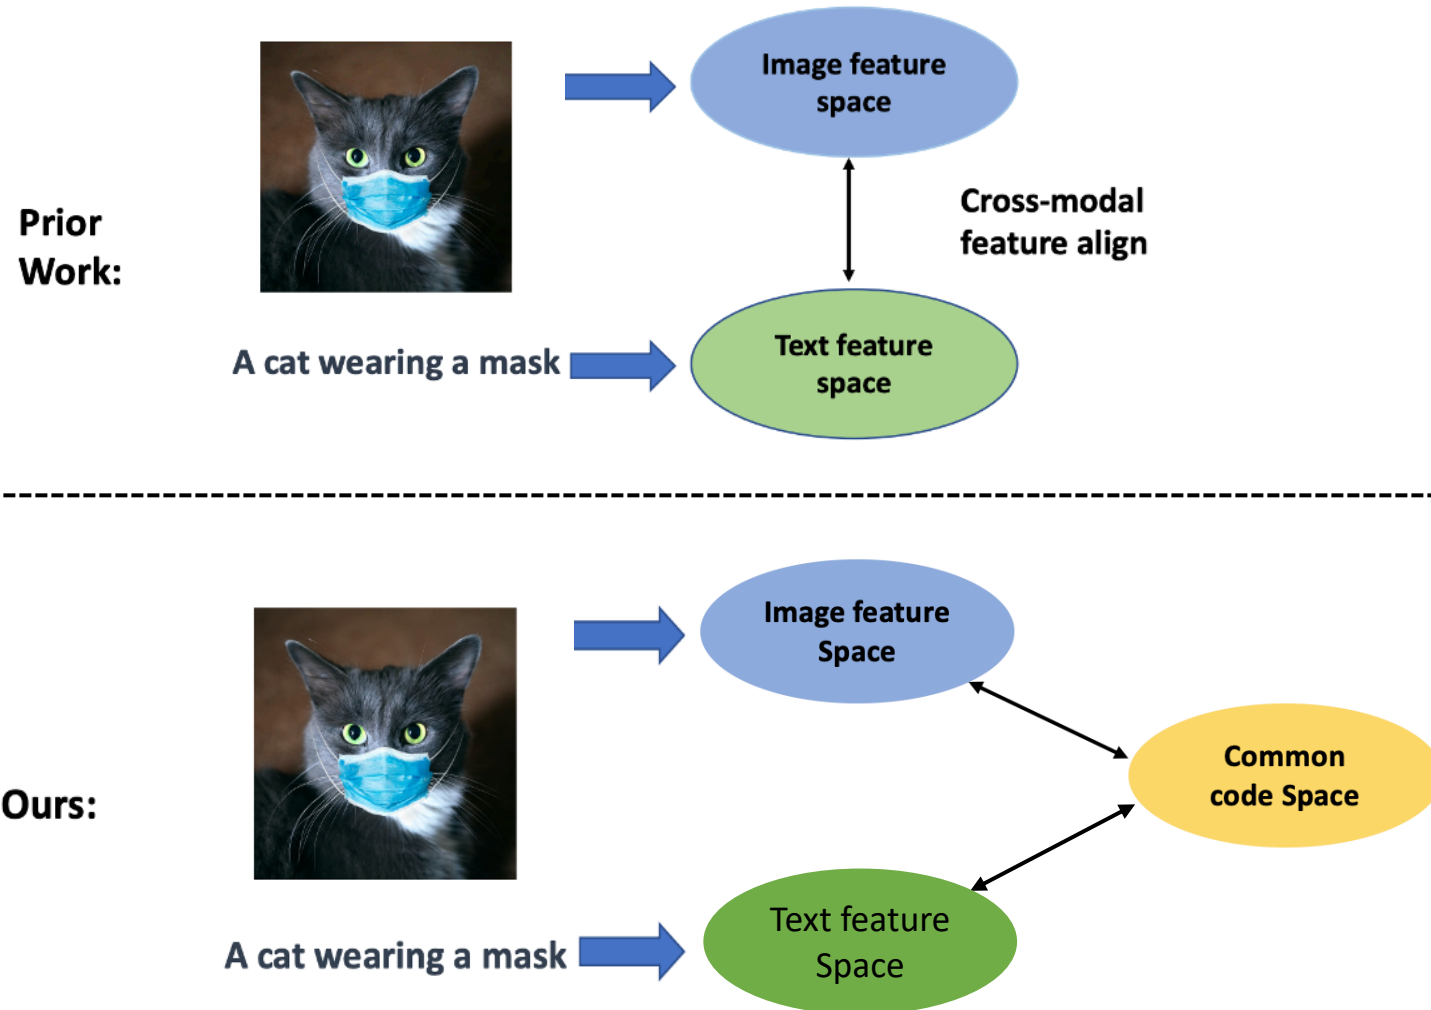 Image feature
space
Prior
Work:
Cross-modal
feature align
A cat wearing a mask
Text feature
space
Image feature
Space
Ours:
Common
code Space
A cat wearing a mask
Text feature
Space